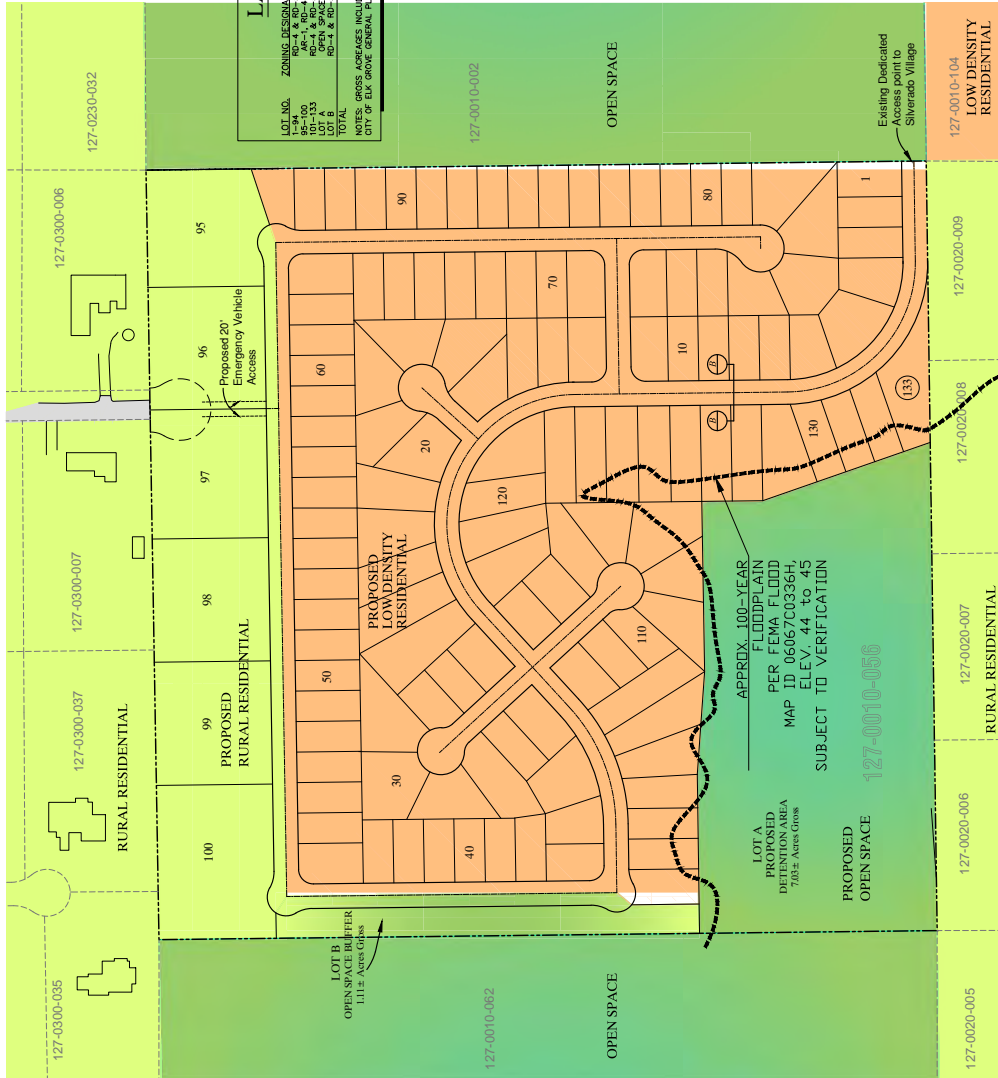 LOT NO.
ZONING DESIGNA
1-94
RD-4 & RD-
95-100
AR-1, RD-4
101-133
RD-4 & RD-
LOT A
OPEN SPACE
LOT B
RD-4 & RD-
TOTAL
NOTES: GROSS ACREAGES INCLUD
CITY OF ELK GROVE GENERAL PL
127-0230-032
127-0300-006
127-0300-007
127-0300-037
127-0300-035
RURAL RESIDENTIAL
95
96
97
98
99
100
Proposed 20'
Emergency Vehicle
Access
PROPOSED
RURAL RESIDENTIAL
127-0010-002
OPEN SPACE
Existing Dedicated
Access point to
Silverado Village
127-0010-104
LOW DENSITY
RESIDENTIAL
90
80
1
70
60
50
40
30
20
10
120
110
130
133
B
B
PROPOSED
LOW DENSITY
RESIDENTIAL
APPROX. 100-YEAR
FLOODPLAIN
PER FEMA FLOOD
MAP ID 06067C0336H,
ELEV. 44 to 45
SUBJECT TO VERIFICATION
127-0010-056
LOT A
PROPOSED
DETENTION AREA
7.03± Acres Gross
PROPOSED
OPEN SPACE
LOT B
OPEN SPACE BUFFER
1.11± Acres Gross
127-0010-062
OPEN SPACE
127-0020-009
127-0020-008
127-0020-007
RURAL RESIDENTIAL
127-0020-006
127-0020-005